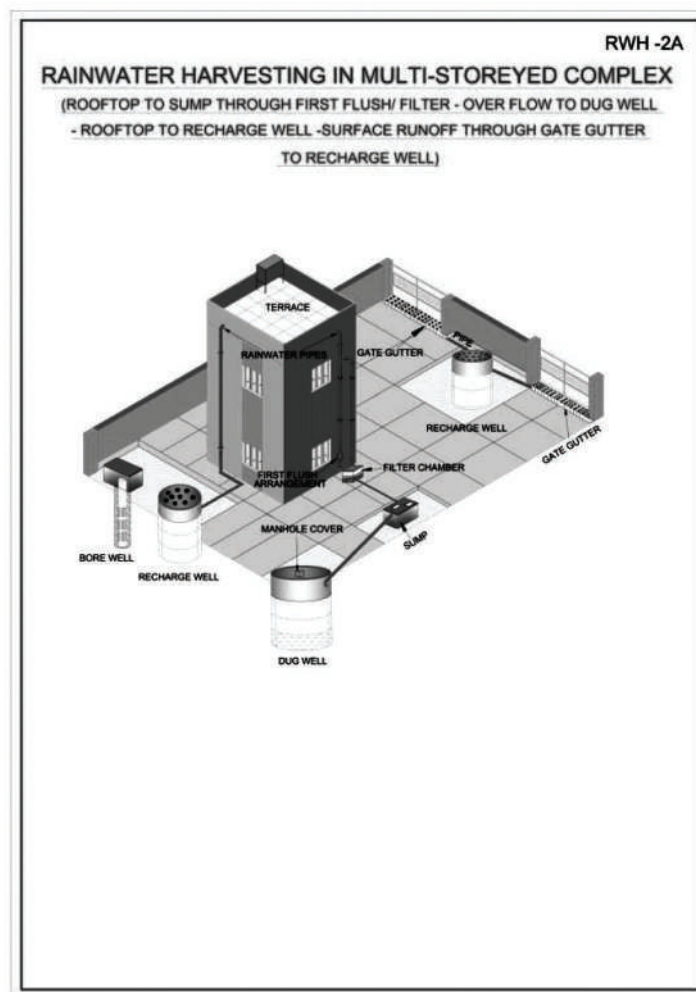 RWH -2A
RAINWATER HARVESTING IN MULTI-STOREYED COMPLEX
(ROOFTOP TO SUMP THROUGH FIRST FLUSH/ FILTER - OVER FLOW TO DUG WELL
- ROOFTOP TO RECHARGE WELL -SURFACE RUNOFF THROUGH GATE GUTTER
TO RECHARGE WELL)
TERRACE
RAINWATER PIPES
GATE GUTTER
PIPE
RECHARGE WELL
GATE GUTTER
FIRST FLUSH
ARRANGEMENT
FILTER CHAMBER
MANHOLE COVER
SUMP
BORE WELL
RECHARGE WELL
DUG WELL